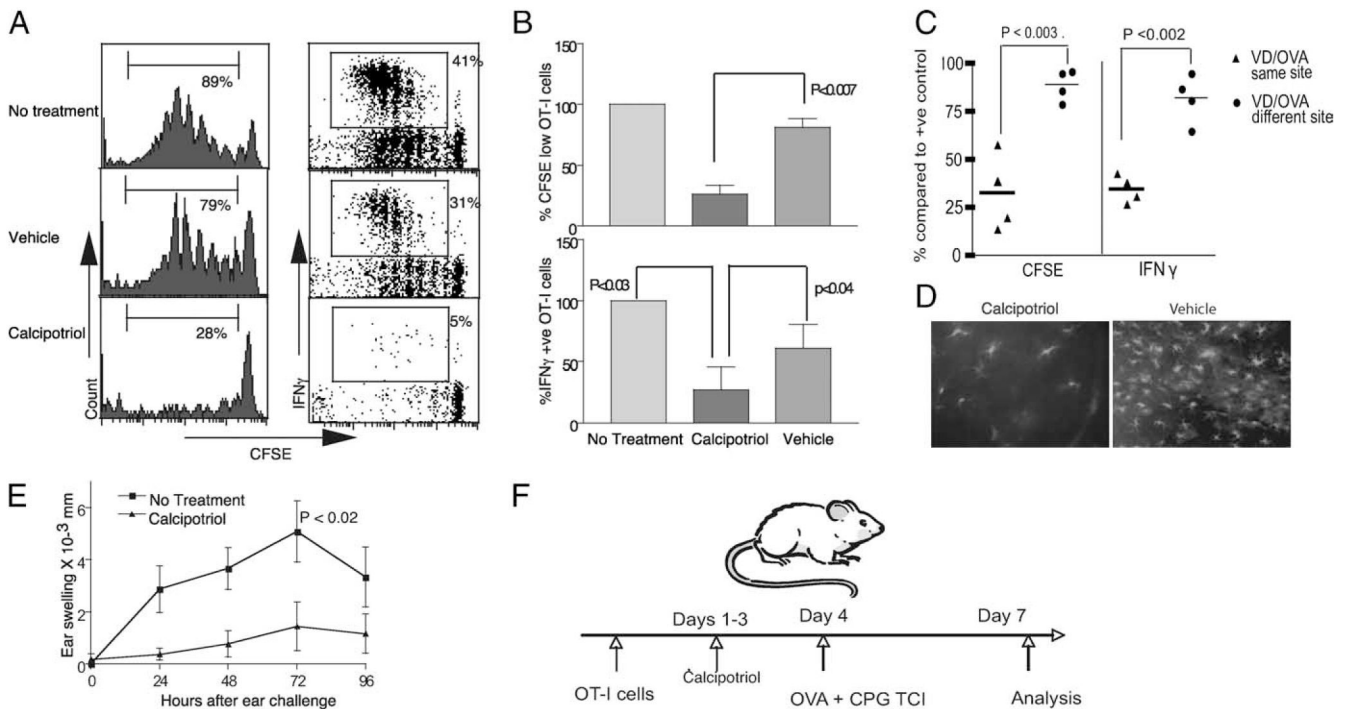 A
No treatment
89%
41%
Vehicle
79%
31%
Calcipotriol
28%
5%
Count
IFNγ
CFSE
B
% CFSE low OT-I cells
150
100
50
0
P<0.007
%IFNγ +ve OT-I cells
150
100
50
0
P<0.03
p<0.04
No Treatment Calcipotriol Vehicle
C
P <0.003 .
P <0.002
% compared to +ve control
100
75
50
25
0
CFSE
IFN γ
VD/OVA
same site
VD/OVA
different site
D
Calcipotriol
Vehicle
E
Ear swelling X 10-3 mm
No Treatment
Calcipotriol
P < 0.02
6
4
2
0
0 24 48 72 96
Hours after ear challenge
F
Days 1-3
Day 4
Day 7
OT-I cells
Calcipotriol
OVA + CPG TCI
Analysis